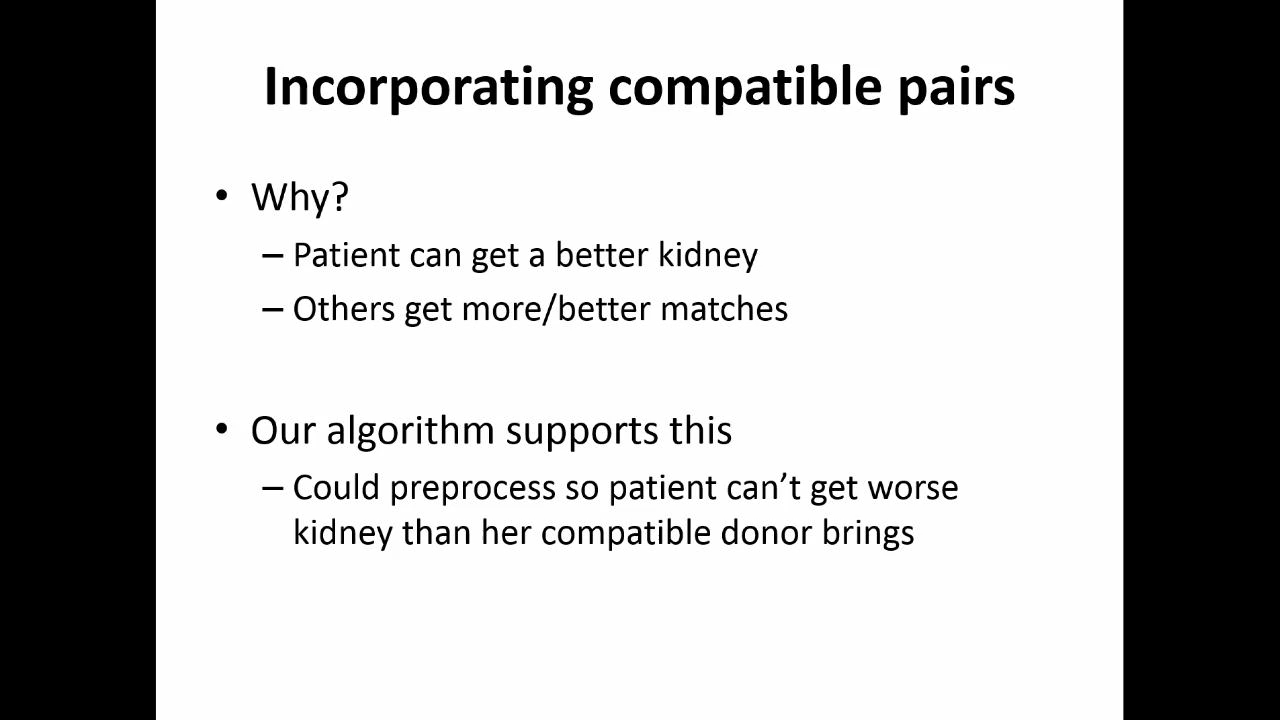 Incorporating compatible pairs
• Why?
– Patient can get a better kidney
– Others get more/better matches
• Our algorithm supports this
– Could preprocess so patient can’t get worse
kidney than her compatible donor brings